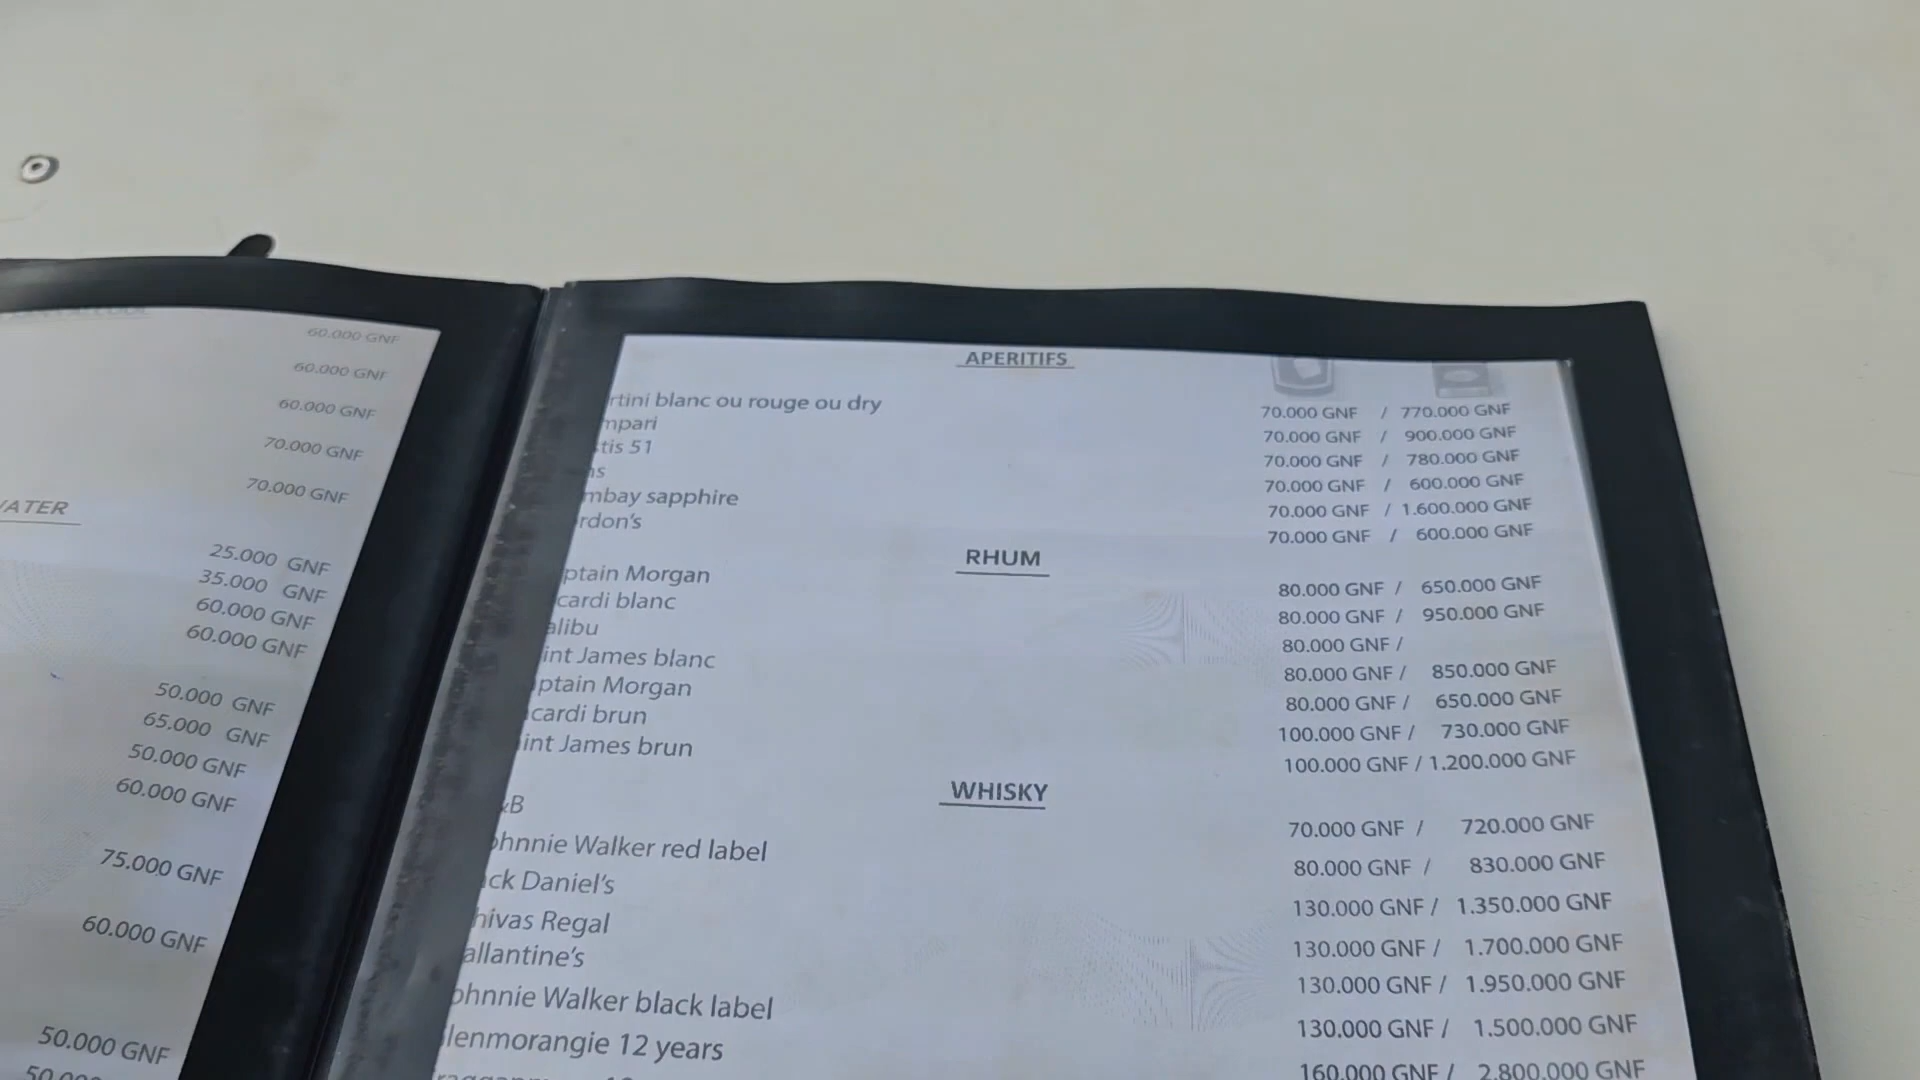 60.000 GNF
60.000 GNF
60.000 GNF
70.000 GNF
70.000 GNF
WATER
25.000 GNF
35.000 GNF
60.000 GNF
60.000 GNF
50.000 GNF
65.000 GNF
50.000 GNF
60.000 GNF
75.000 GNF
60.000 GNF
50.000 GNF
APERITIFS
rtini blanc ou rouge ou dry 70.000 GNF / 770.000 GNF
mpari 70.000 GNF / 900.000 GNF
tis 51 70.000 GNF / 780.000 GNF
ns 70.000 GNF / 600.000 GNF
mbay sapphire 70.000 GNF / 1.600.000 GNF
rdon's 70.000 GNF / 600.000 GNF
RHUM
ptain Morgan 80.000 GNF / 650.000 GNF
cardi blanc 80.000 GNF / 950.000 GNF
alibu 80.000 GNF /
int James blanc 80.000 GNF / 850.000 GNF
ptain Morgan 80.000 GNF / 650.000 GNF
cardi brun 100.000 GNF / 730.000 GNF
int James brun 100.000 GNF / 1.200.000 GNF
WHISKY
&B 70.000 GNF / 720.000 GNF
ohnnie Walker red label 80.000 GNF / 830.000 GNF
ck Daniel's 130.000 GNF / 1.350.000 GNF
hivas Regal 130.000 GNF / 1.700.000 GNF
allantine's 130.000 GNF / 1.950.000 GNF
ohnnie Walker black label 130.000 GNF / 1.500.000 GNF
lenmorangie 12 years 160.000 GNF / 2.800.000 GNF